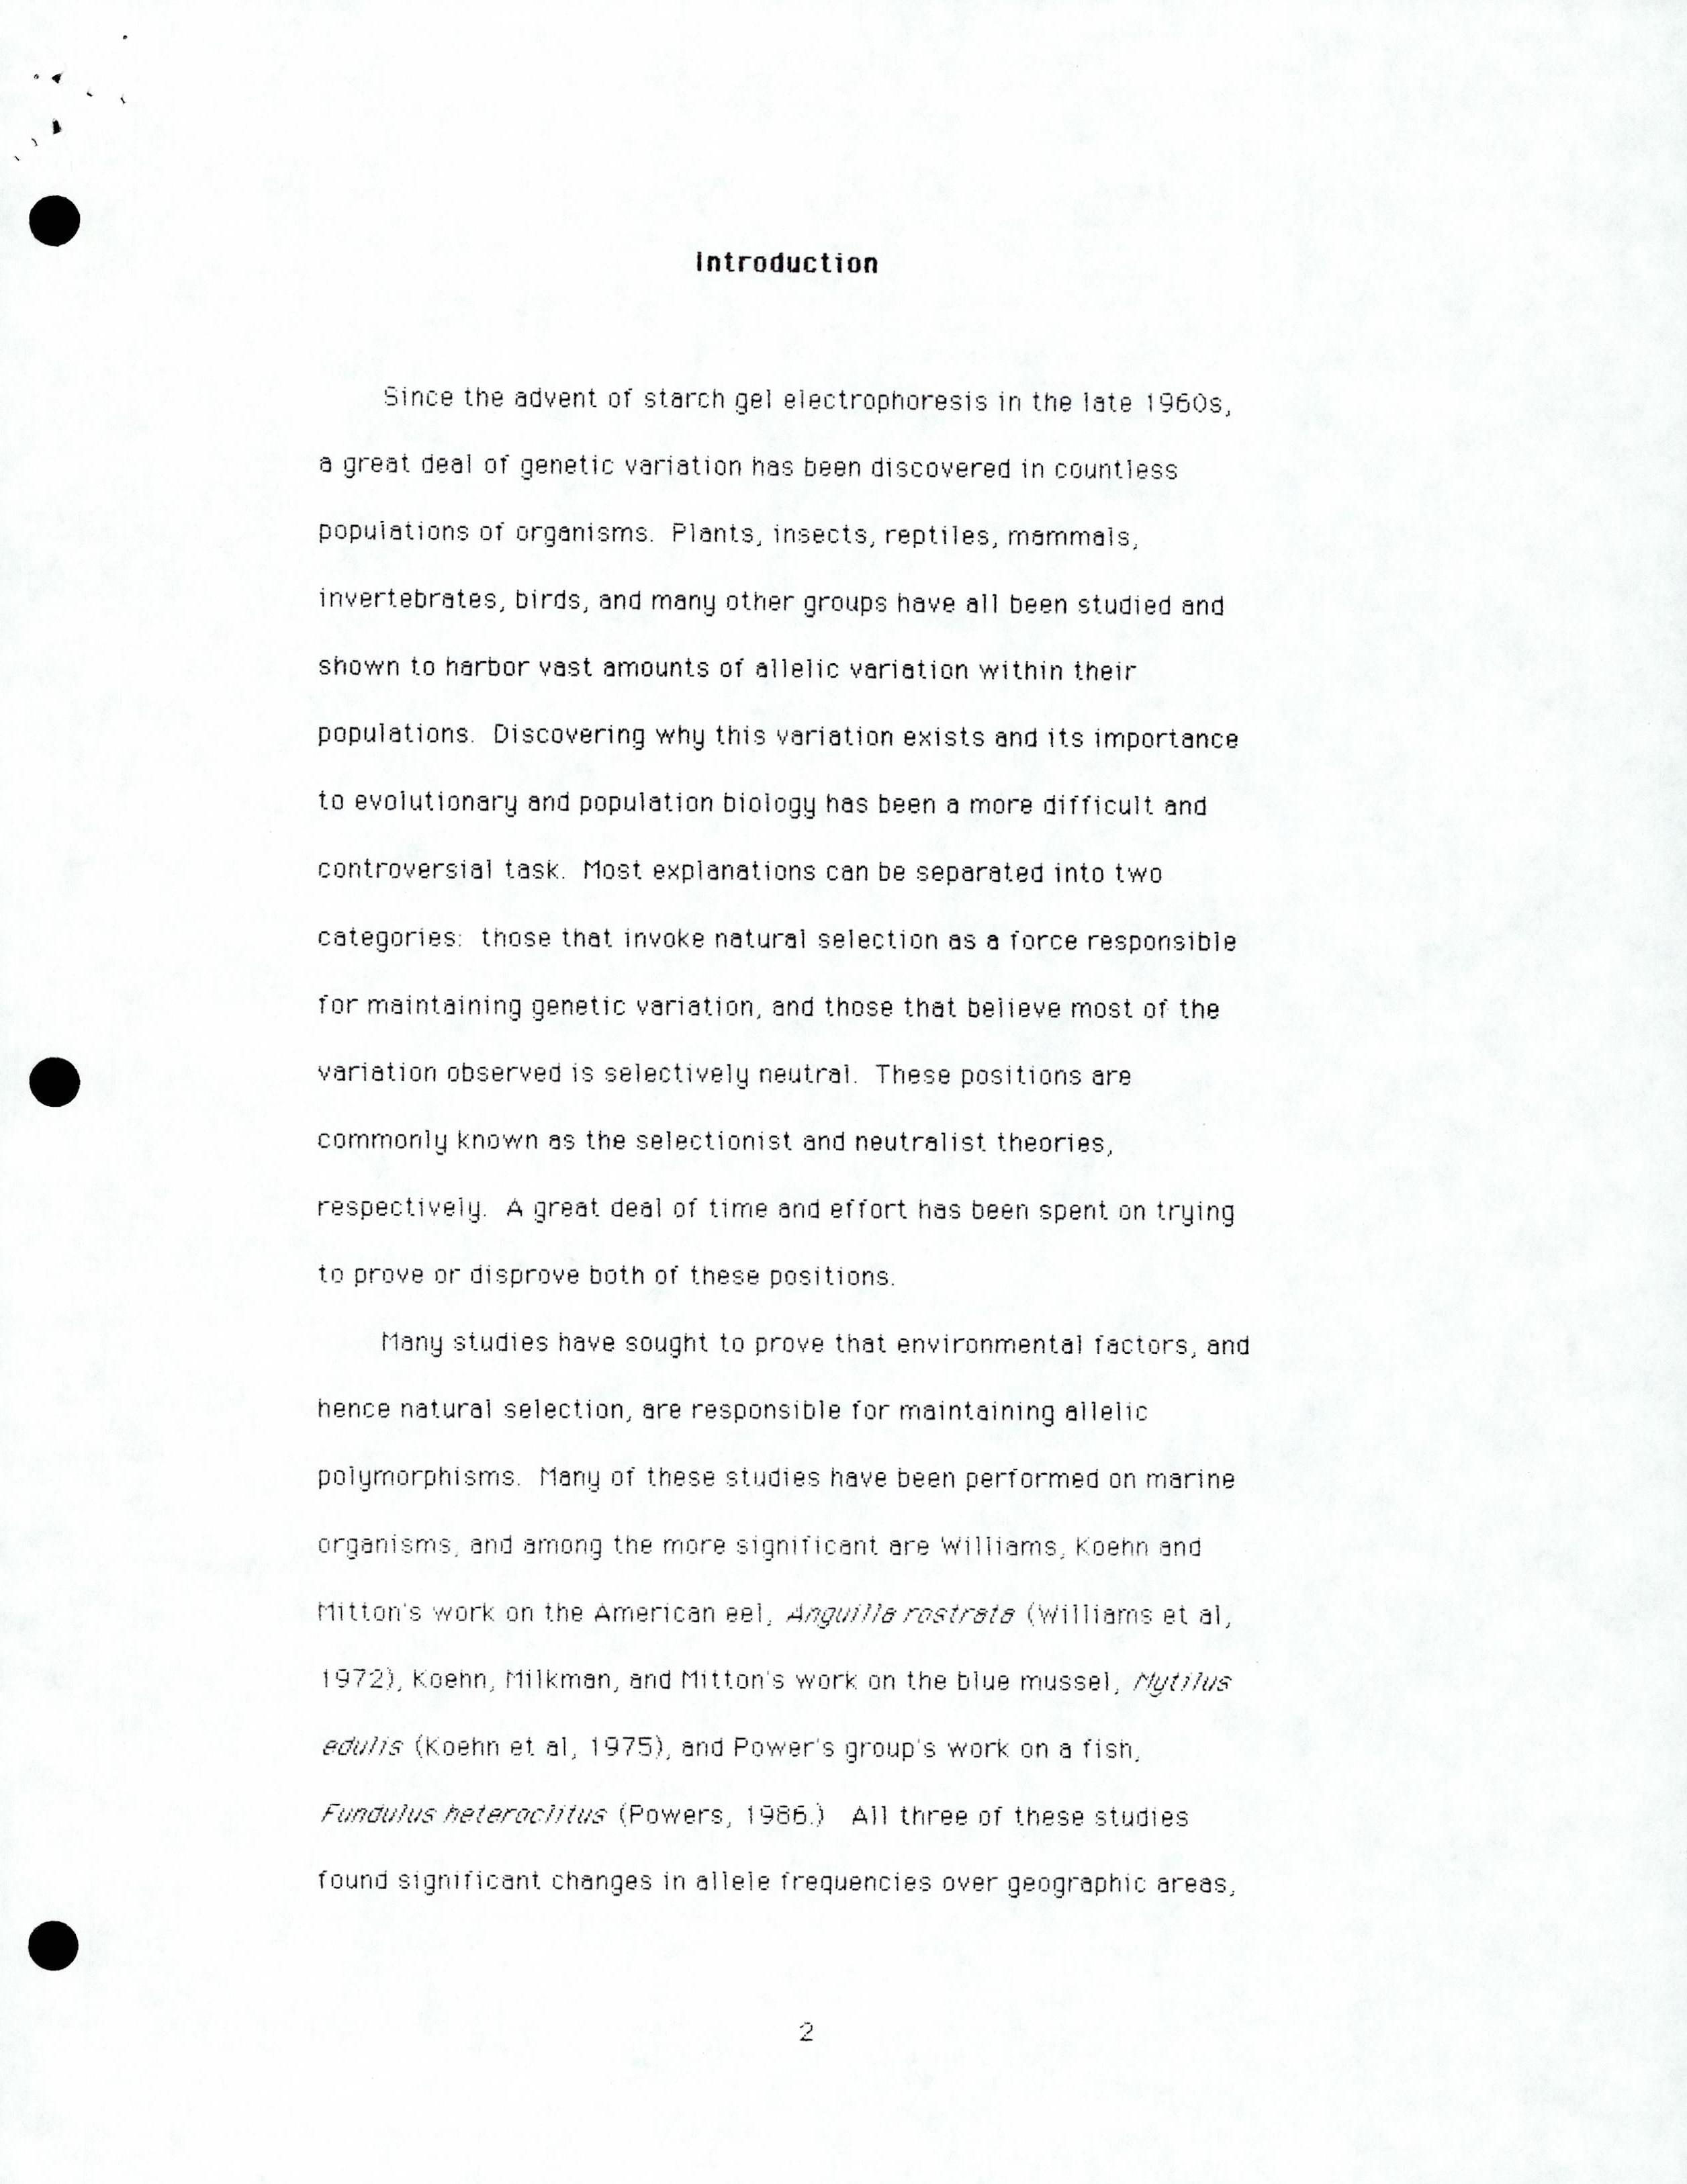 Introduction
Since the advent of starch gel electrophoresis in the late 1960s,
a great deal of genetic variation has been discovered in countless
populations of organisms. Plants, insects, reptiles, mammals,
invertebrates, birds, and many other groups have all been studied and
shown to harbor vast amounts of allelic variation within their
populations. Discovering why this variation exists and its importance
to evolutionary and population biology has been a more difficult and
controversial task. Most explanations can be separated into two
categories: those that invoke natural selection as a force responsible
for maintaining genetic variation, and those that believe most of the
variation observed is selectively neutral. These positions are
commonly known as the selectionist and neutralist theories,
respectively. A great deal of time and effort has been spent on trying
to prove or disprove both of these positions.
Many studies have sought to prove that environmental factors, and
hence natural selection, are responsible for maintaining allelic
polymorphisms. Many of these studies have been performed on marine
organisms, and among the more significant are Williams, Koehn and
Mitton's work on the American eel, Anguilla rostrata (Williams et al,
1972), Koehn, Milkman, and Mitton's work on the blue mussel, Mytilus
edulis (Koehn et al, 1975), and Power's group's work on a fish,
Fundulus heteroclitus (Powers, 1986.) All three of these studies
found significant changes in allele frequencies over geographic areas,
2